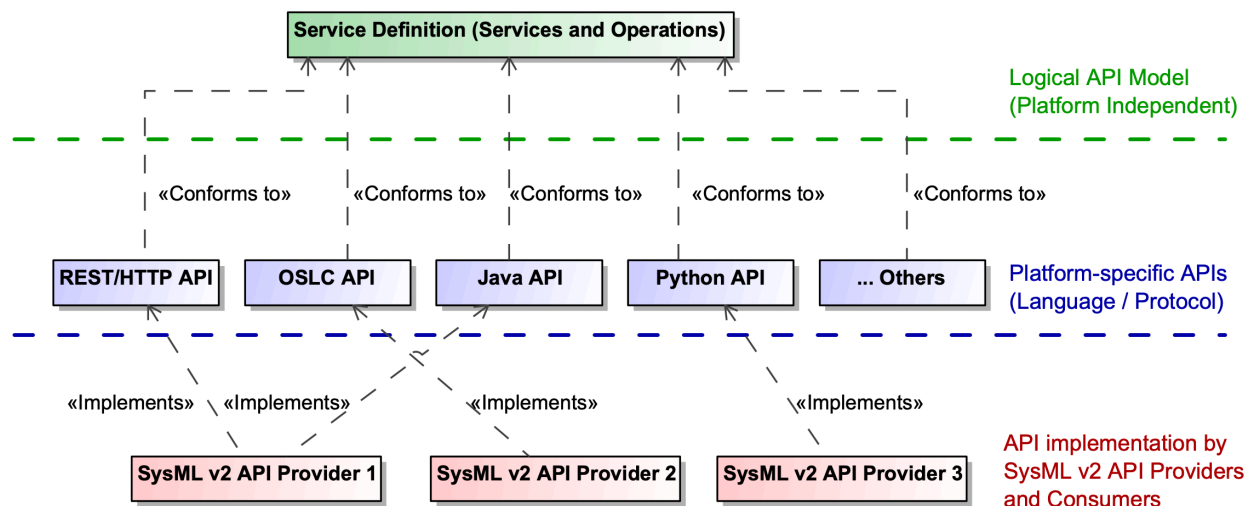 Service Definition (Services and Operations)
Logical API Model
(Platform Independent)
«Conforms to» «Conforms to» «Conforms to» «Conforms to» «Conforms to»
REST/HTTP API OSLC API Java API Python API ... Others
Platform-specific APIs
(Language / Protocol)
«Implements» «Implements» «Implements» «Implements»
SysML v2 API Provider 1 SysML v2 API Provider 2 SysML v2 API Provider 3
API implementation by
SysML v2 API Providers
and Consumers